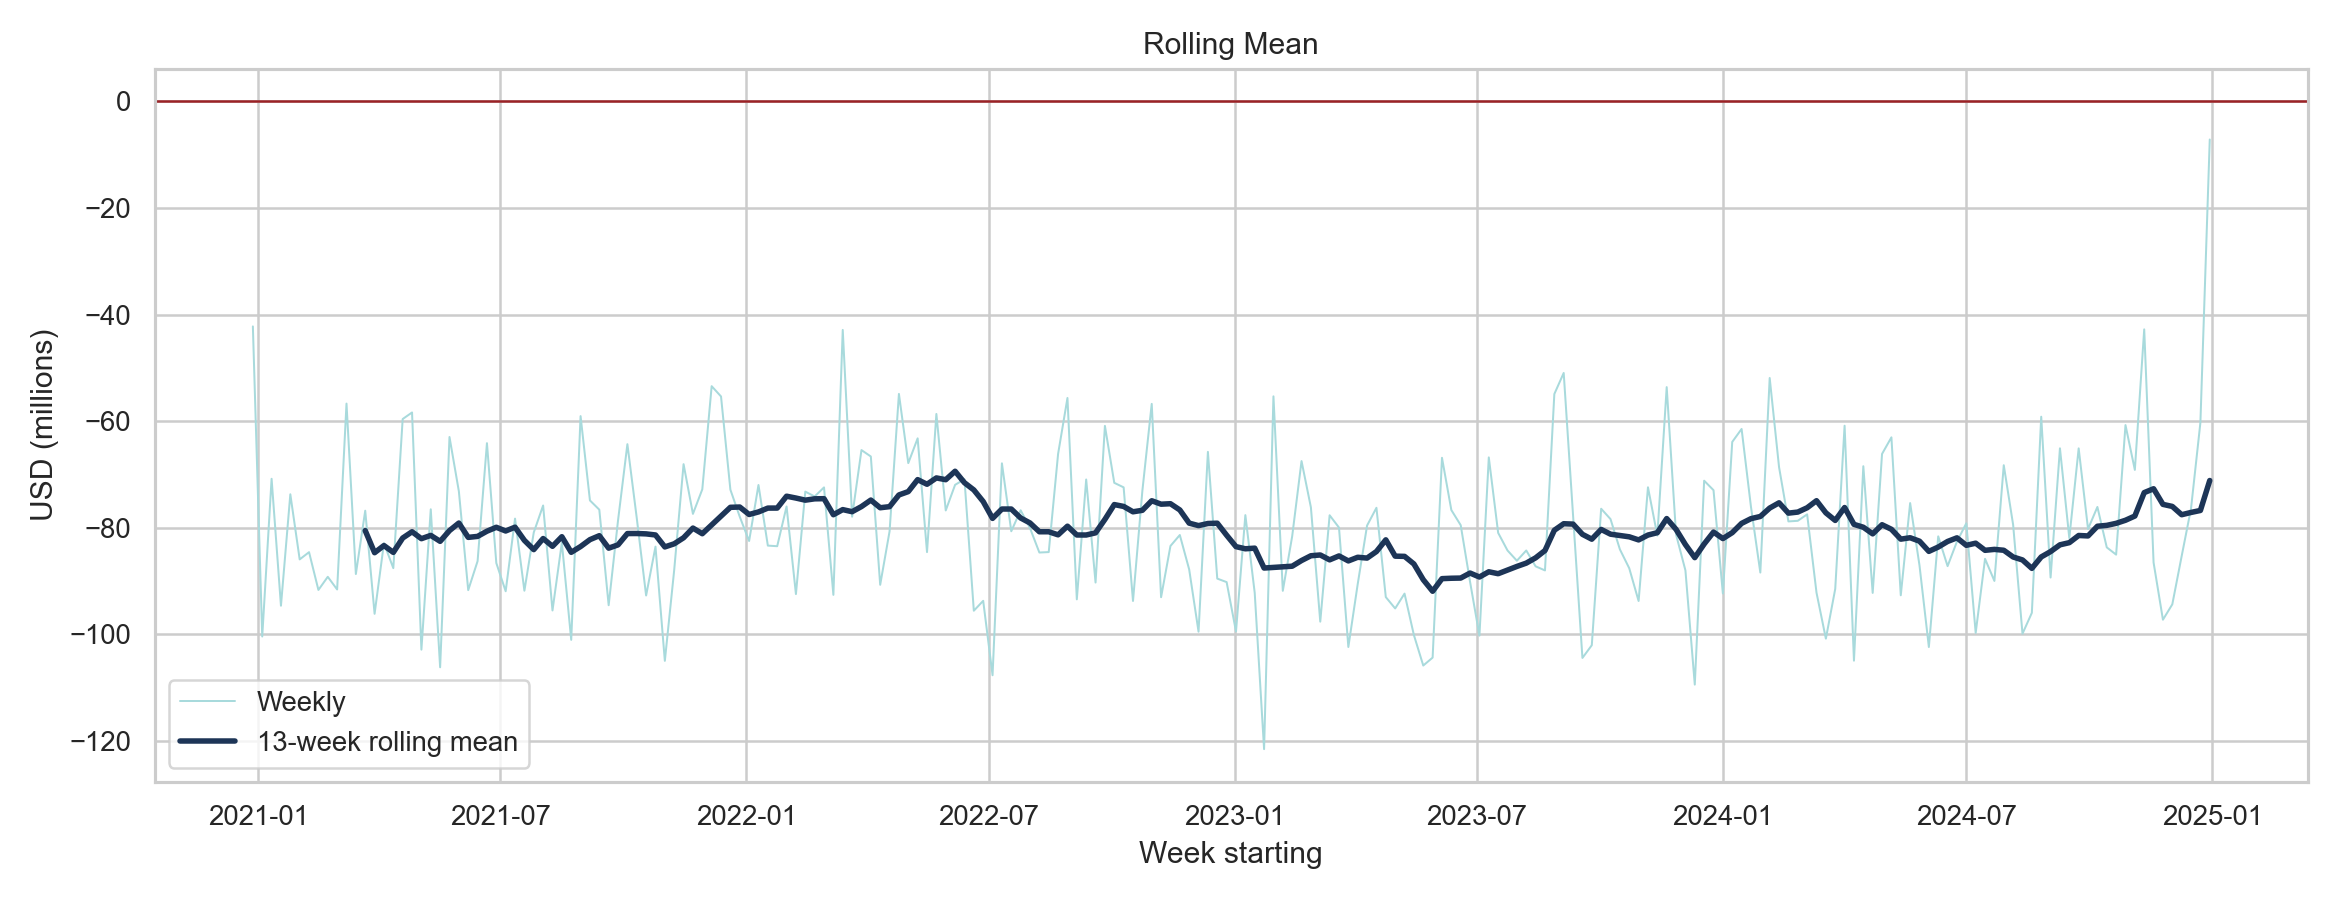 Rolling Mean
USD (millions)
0
−20
−40
−60
−80
−100
−120
Weekly
13-week rolling mean
2021-01 2021-07 2022-01 2022-07 2023-01 2023-07 2024-01 2024-07 2025-01
Week starting